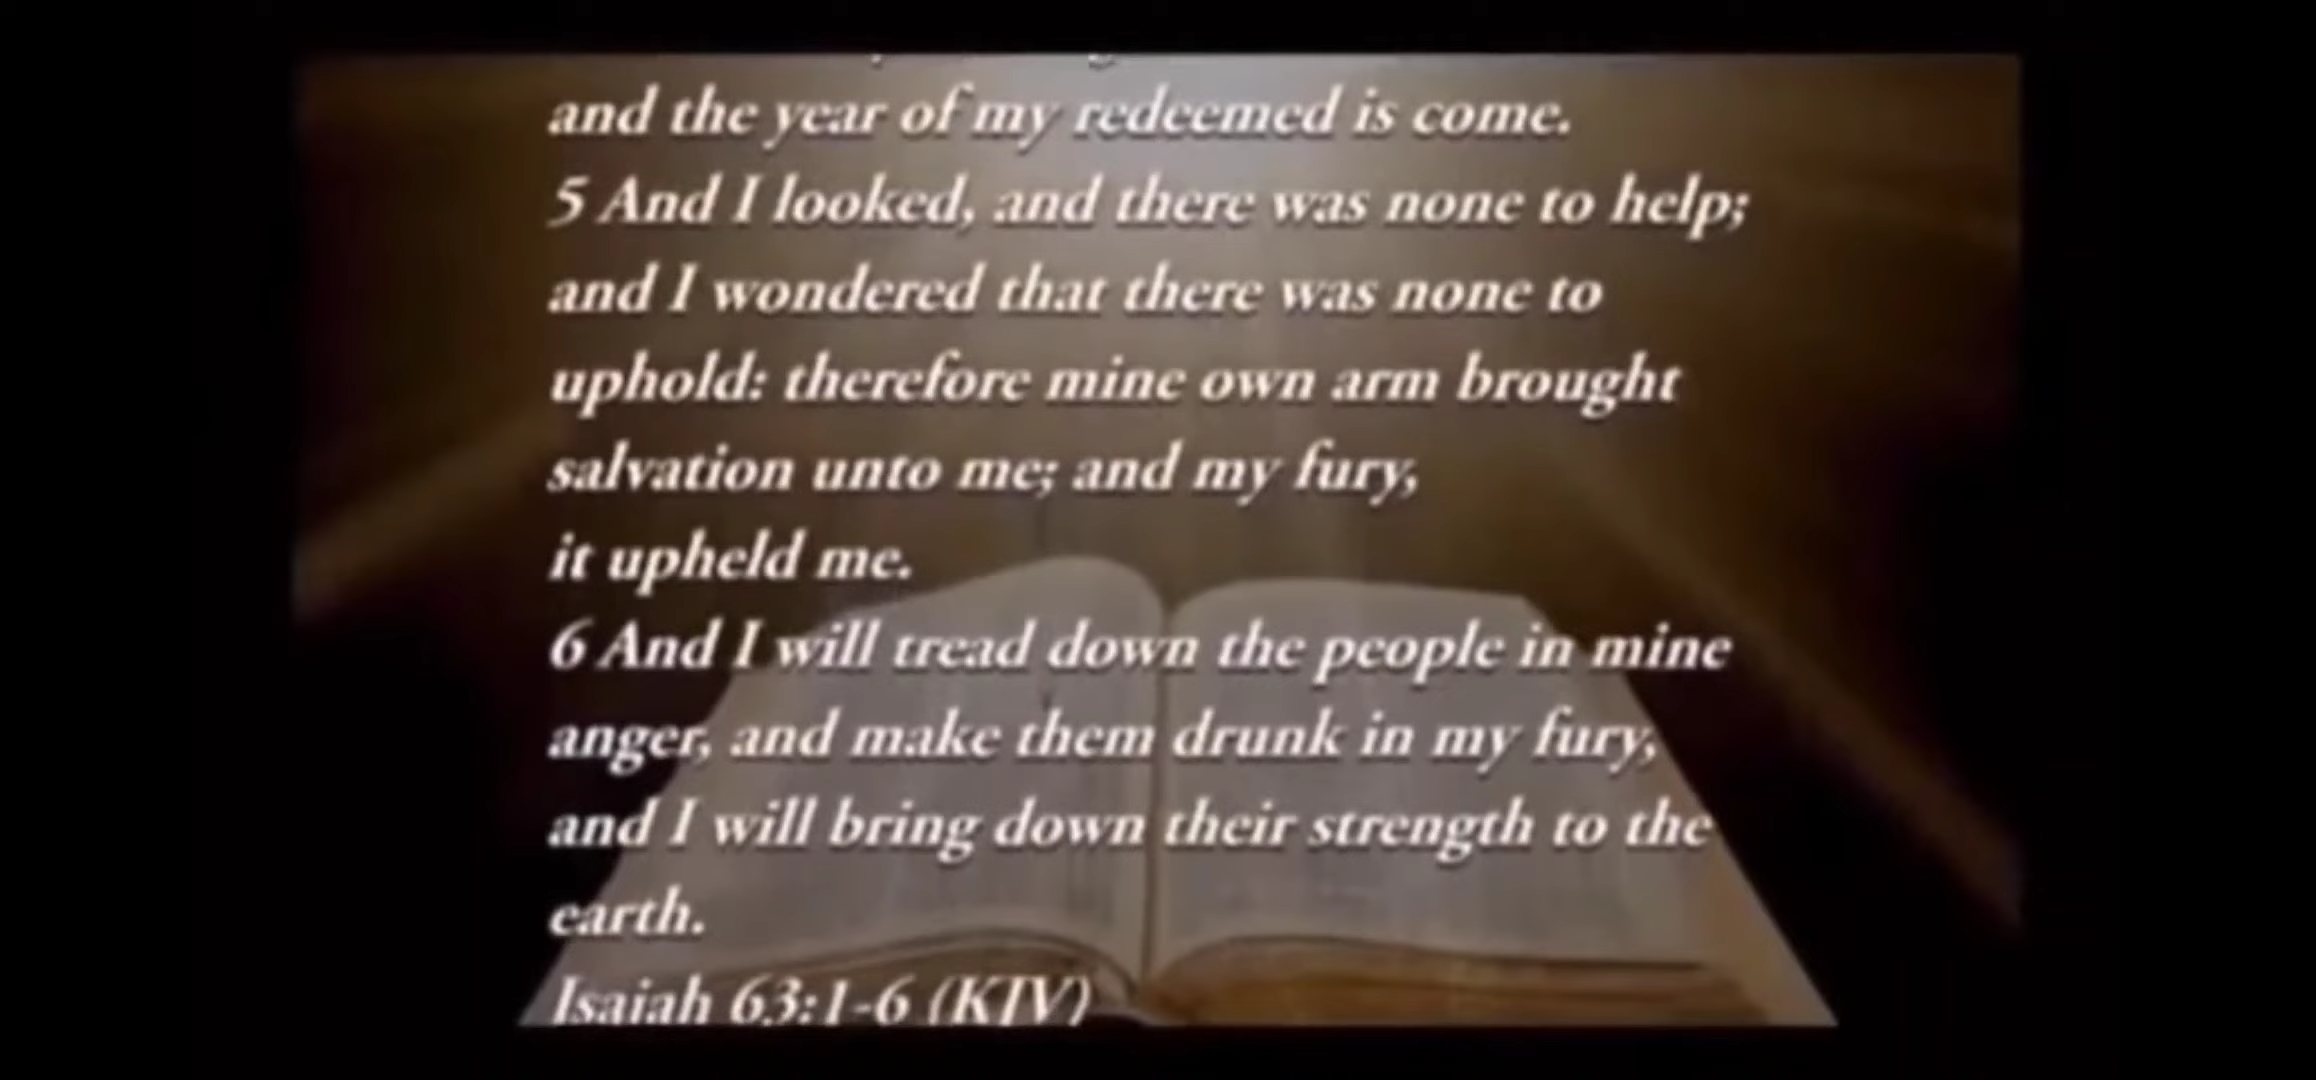 and the year of my redeemed is come.
5 And I looked, and there was none to help;
and I wondered that there was none to
uphold: therefore mine own arm brought
salvation unto me; and my fury,
it upheld me.
6 And I will tread down the people in mine
anger, and make them drunk in my fury,
and I will bring down their strength to the
earth.
Isaiah 63:1-6 (KJV)